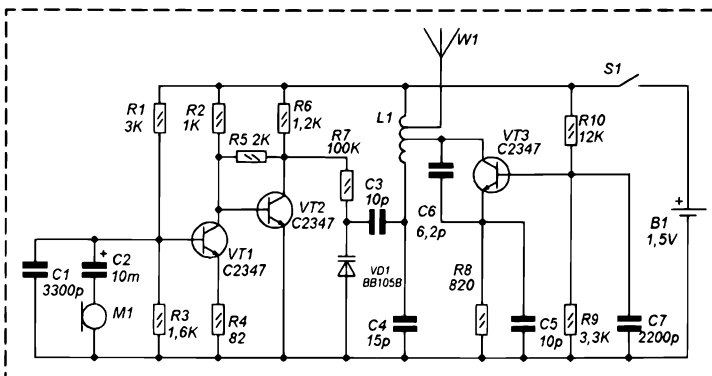 W1
S1
R1
3K
R2
1K
R6
1,2K
R5 2K
R7
100K
L1
VT3
C2347
R10
12K
C3
10p
C6
6,2p
VT2
C2347
VT1
C2347
B1
1,5V
+
C1
3300p
C2
10m
+
M1
R3
1,6K
R4
82
VD1
BB105B
C4
15p
R8
820
C5
10p
R9
3,3K
C7
2200p